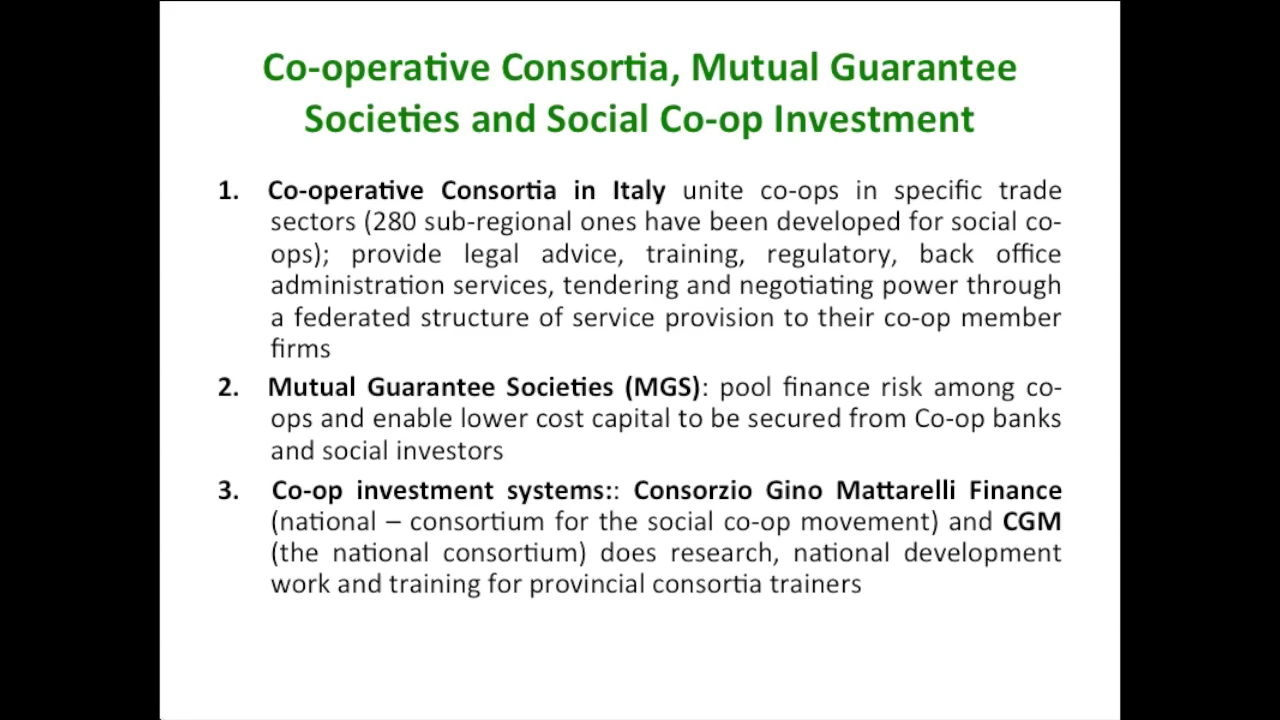 Co-operative Consortia, Mutual Guarantee
Societies and Social Co-op Investment
1. Co-operative Consortia in Italy unite co-ops in specific trade
sectors (280 sub-regional ones have been developed for social co-
ops); provide legal advice, training, regulatory, back office
administration services, tendering and negotiating power through
a federated structure of service provision to their co-op member
firms
2. Mutual Guarantee Societies (MGS): pool finance risk among co-
ops and enable lower cost capital to be secured from Co-op banks
and social investors
3. Co-op investment systems:: Consorzio Gino Mattarelli Finance
(national – consortium for the social co-op movement) and CGM
(the national consortium) does research, national development
work and training for provincial consortia trainers